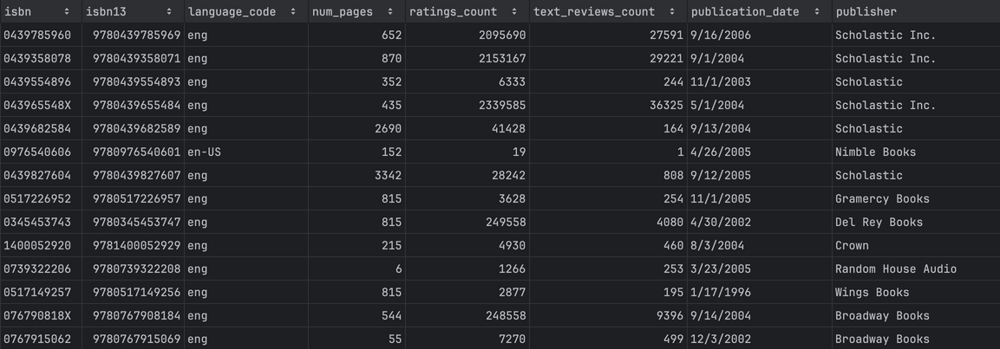 isbn isbn13 language_code num_pages ratings_count text_reviews_count publication_date publisher
0439785960 9780439785969 eng 652 2095690 27591 9/16/2006 Scholastic Inc.
0439358078 9780439358071 eng 870 2153167 29221 9/1/2004 Scholastic Inc.
0439554896 9780439554893 eng 352 6333 244 11/1/2003 Scholastic
043965548X 9780439655484 eng 435 2339585 36325 5/1/2004 Scholastic Inc.
0439682584 9780439682589 eng 2690 41428 164 9/13/2004 Scholastic
0976540606 9780976540601 en-US 152 19 1 4/26/2005 Nimble Books
0439827604 9780439827607 eng 3342 28242 808 9/12/2005 Scholastic
0517226952 9780517226957 eng 815 3628 254 11/1/2005 Gramercy Books
0345453743 9780345453747 eng 815 249558 4080 4/30/2002 Del Rey Books
1400052920 9781400052929 eng 215 4930 460 8/3/2004 Crown
0739322206 9780739322208 eng 6 1266 253 3/23/2005 Random House Audio
0517149257 9780517149256 eng 815 2877 195 1/17/1996 Wings Books
076790818X 9780767908184 eng 544 248558 9396 9/14/2004 Broadway Books
0767915062 9780767915069 eng 55 7270 499 12/3/2002 Broadway Books